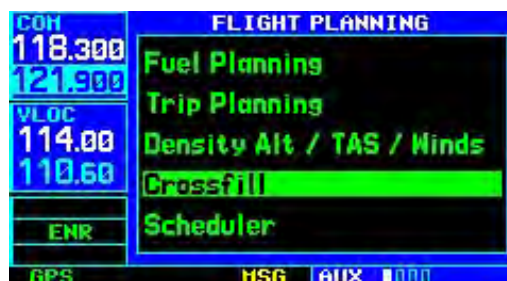 COM
118.300
121.900
VLOC
114.00
110.60
ENR
GPS
FLIGHT PLANNING
Fuel Planning
Trip Planning
Density Alt / TAS / Winds
Crossfill
Scheduler
MSG
AUX